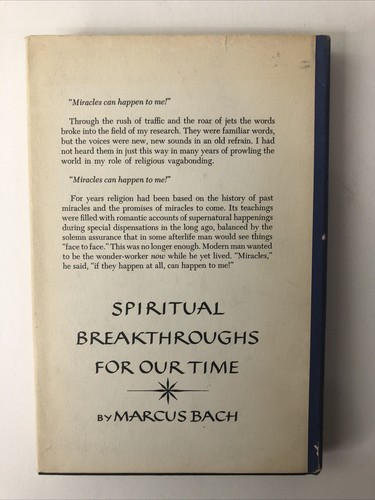 "Miracles can happen to me!"
Through the rush of traffic and the roar of jets the words
broke into the field of my research. They were familiar words,
but the voices were new, new sounds in an old refrain. I had
not heard them in just this way in many years of prowling the
world in my role of religious vagabonding.
"Miracles can happen to me!"
For years religion had been based on the history of past
miracles and the promises of miracles to come. Its teachings
were filled with romantic accounts of supernatural happenings
during special dispensations in the long ago, balanced by the
solemn assurance that in some afterlife man would see things
"face to face." This was no longer enough. Modern man wanted
to be the wonder-worker now while he yet lived. "Miracles,"
he said, "if they happen at all, can happen to me!"
SPIRITUAL
BREAKTHROUGHS
FOR OUR TIME
BY MARCUS BACH